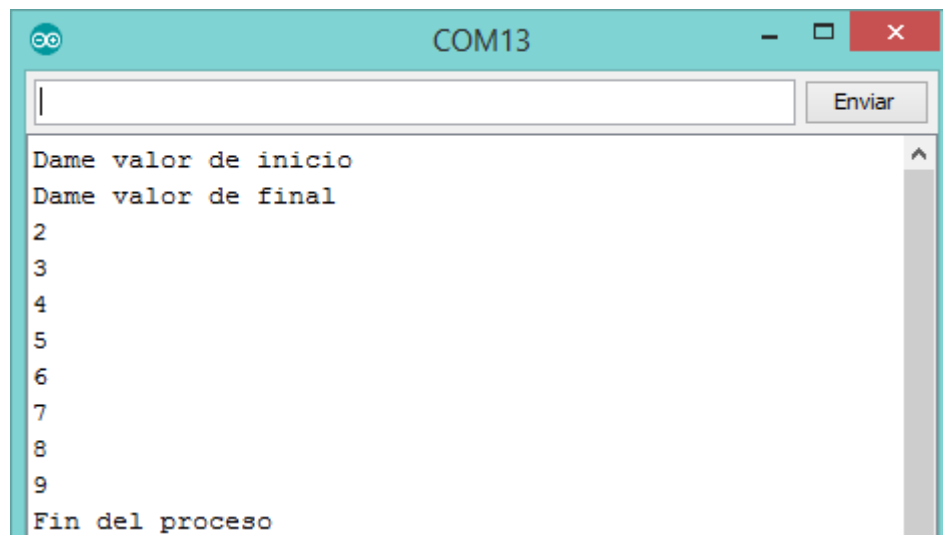 COM13
Enviar
Dame valor de inicio
Dame valor de final
2
3
4
5
6
7
8
9
Fin del proceso